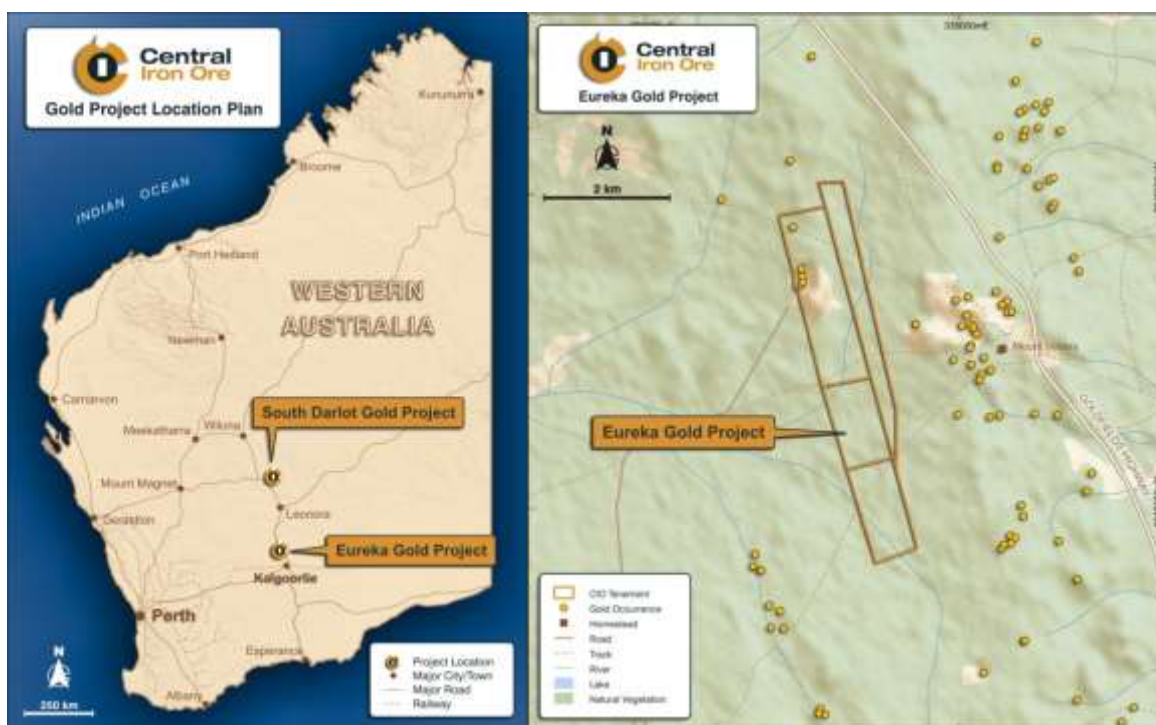 Central
Iron Ore
Gold Project Location Plan
Kununurra
Broome
INDIAN OCEAN
Port Hedland
WESTERN
AUSTRALIA
Newman
Carnarvon
South Darlot Gold Project
Meekatharra
Wiluna
Mount Magnet
Leonora
Geraldton
Eureka Gold Project
Kalgoorlie
Perth
Esperance
Albany
N
250 km
Project Location
Major City/Town
Major Road
Railway
Central
Iron Ore
Eureka Gold Project
N
2 km
Mount
GOLDFIELDS HIGHWAY
Eureka Gold Project
CIO Tenement
Gold Occurrence
Homestead
Road
Track
River
Lake
Natural Vegetation